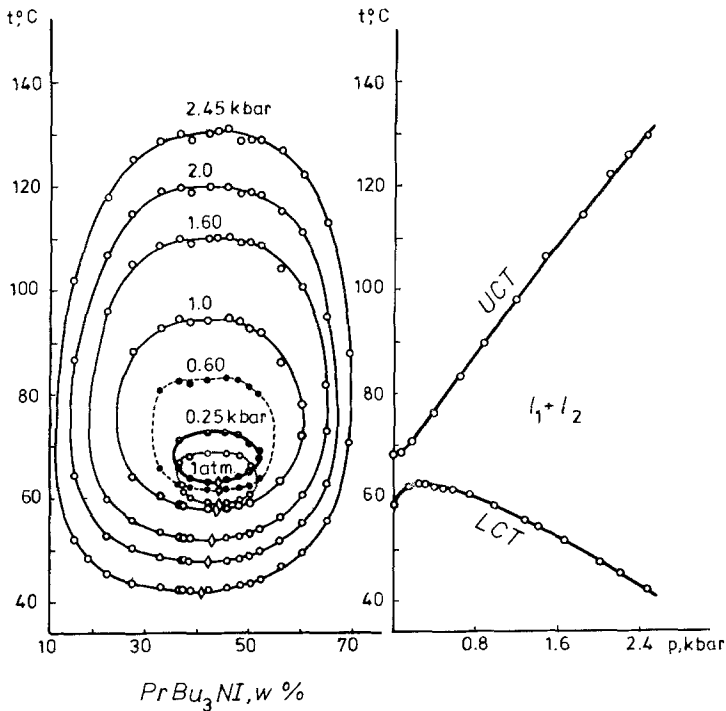 t,°C
140
120
100
80
60
40
10
30
50
70
2.45 kbar
2.0
1.60
1.0
0.60
0.25 kbar
1 atm.
PrBu₃NI, w %
t,°C
140
120
100
80
60
40
UCT
l₁ + l₂
LCT
0.8
1.6
2.4
p, kbar